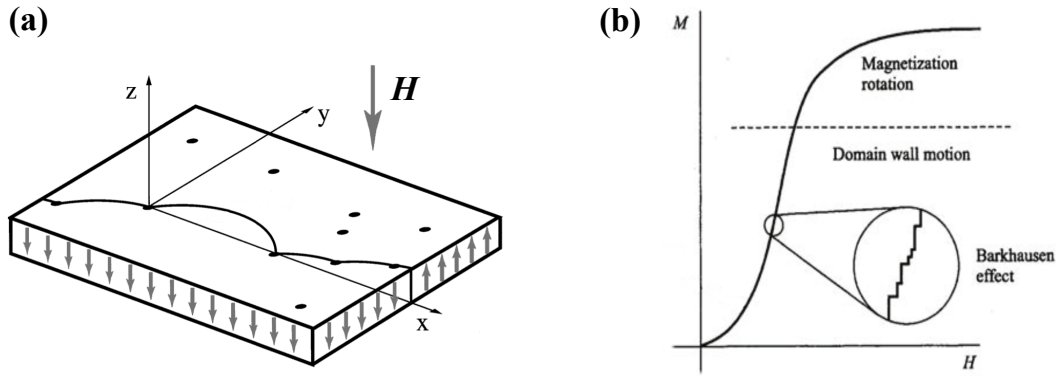 (a)
z
y
H
x
(b)
M
Magnetization
rotation
Domain wall motion
Barkhausen
effect
H